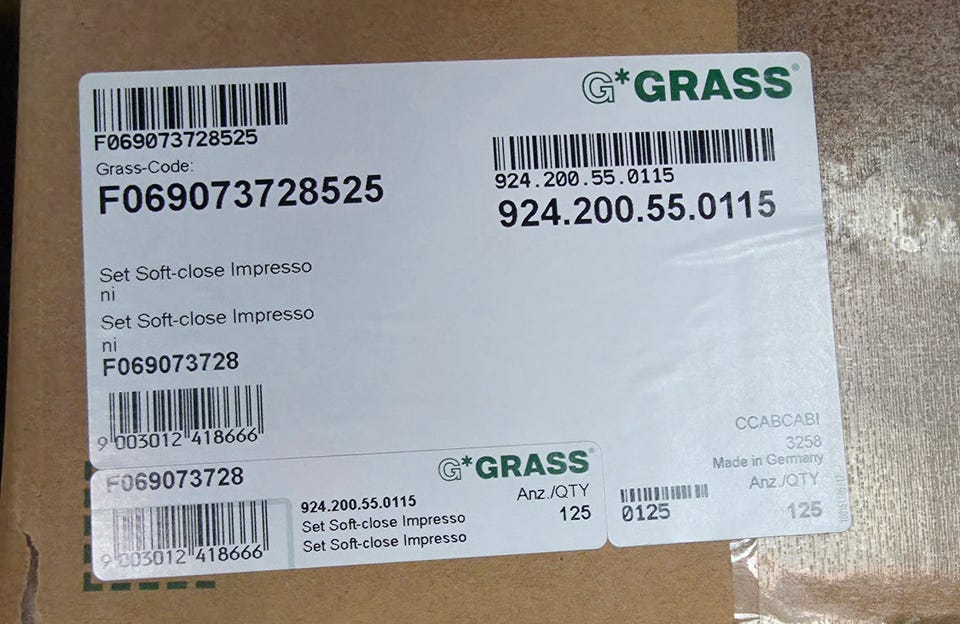 G*GRASS®
F069073728525
Grass-Code:
F069073728525
924.200.55.0115
924.200.55.0115
Set Soft-close Impresso
ni
Set Soft-close Impresso
ni
F069073728
9 003012 418666
CCABCABI
3258
Made in Germany
Anz./QTY
125
0125
F069073728
9 003012 418666
G*GRASS®
924.200.55.0115
Set Soft-close Impresso
Set Soft-close Impresso
Anz./QTY
125